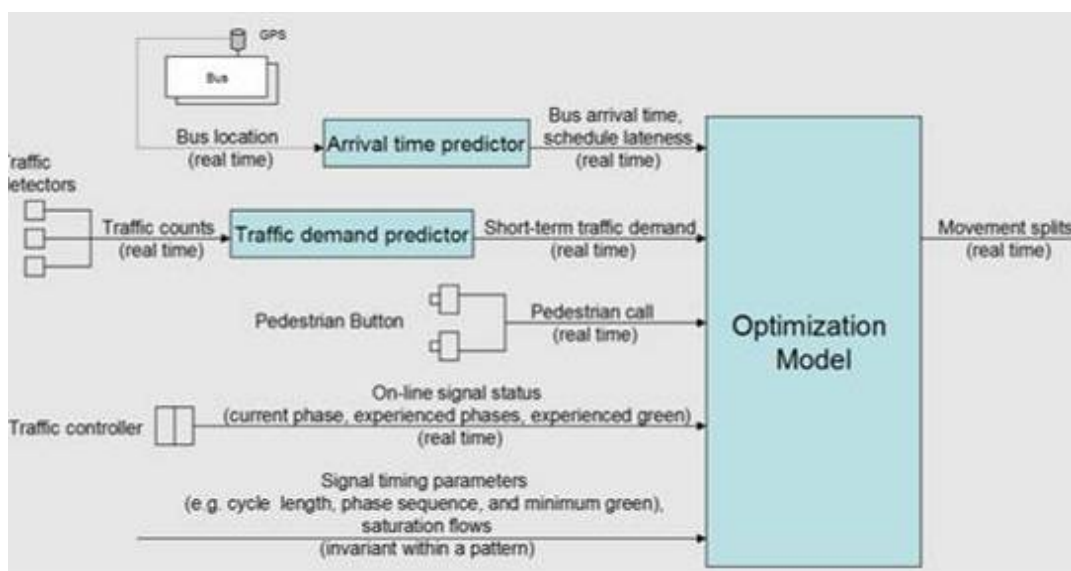 GPS
Bus
Bus location
(real time)
Arrival time predictor
Bus arrival time,
schedule lateness
(real time)
raffic
etectors
Traffic counts
(real time)
Traffic demand predictor
Short-term traffic demand
(real time)
Movement splits
(real time)
Pedestrian Button
Pedestrian call
(real time)
Optimization
Model
On-line signal status
(current phase, experienced phases, experienced green)
(real time)
Traffic controller
Signal timing parameters
(e.g. cycle length, phase sequence, and minimum green),
saturation flows
(invariant within a pattern)